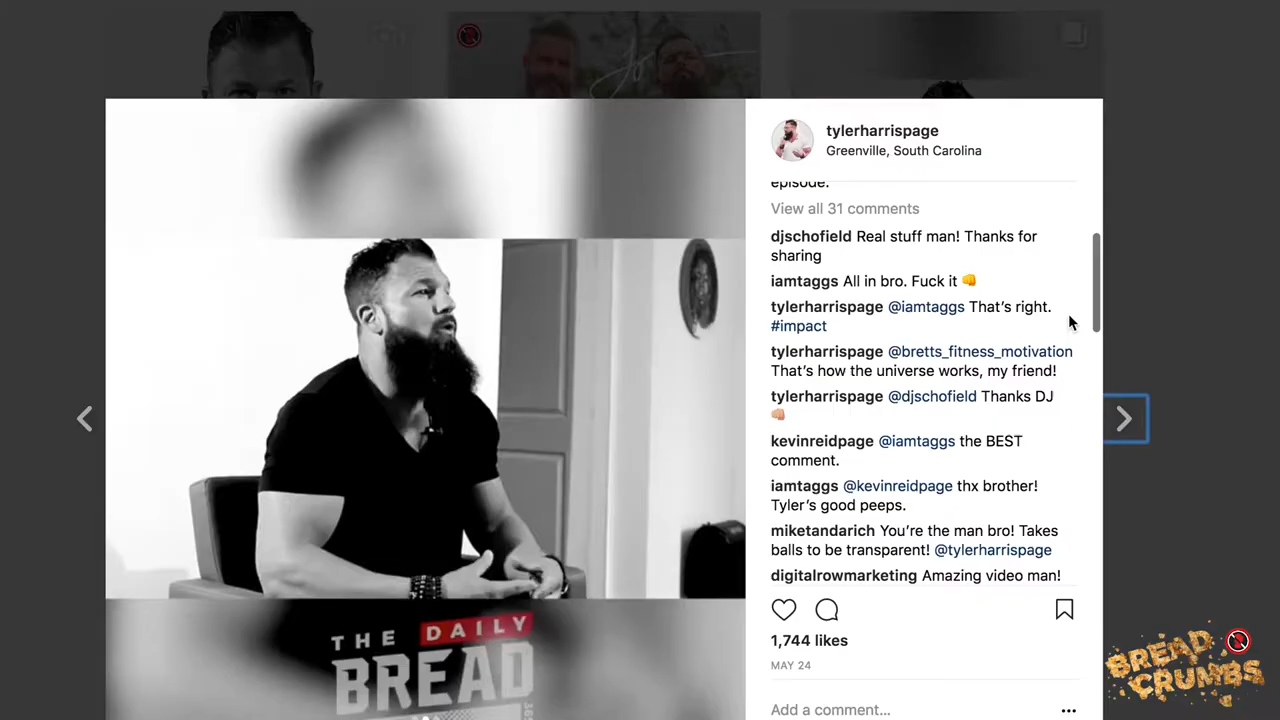 tylerharrispage
Greenville, South Carolina
episode.
View all 31 comments
djschofield Real stuff man! Thanks for
sharing
iamtaggs All in bro. Fuck it 👊
tylerharrispage @iamtaggs That's right.
#impact
tylerharrispage @bretts_fitness_motivation
That's how the universe works, my friend!
tylerharrispage @djschofield Thanks DJ
👊🏼
kevinreidpage @iamtaggs the BEST
comment.
iamtaggs @kevinreidpage thx brother!
Tyler's good peeps.
miketandarich You're the man bro! Takes
balls to be transparent! @tylerharrispage
digitalrowmarketing Amazing video man!
1,744 likes
MAY 24
Add a comment...
THE DAILY
BREAD
365
BREAD
CRUMBS